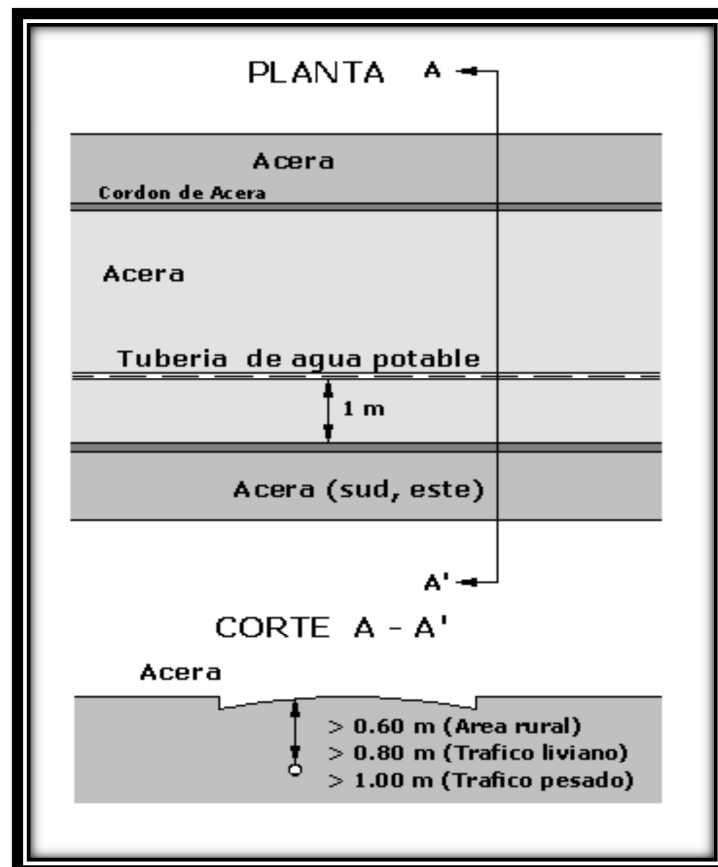 PLANTA A
Acera
Cordon de Acera
Acera
Tuberia de agua potable
1 m
Acera (sud, este)
A'
CORTE A - A'
Acera
> 0.60 m (Area rural)
> 0.80 m (Trafico liviano)
> 1.00 m (Trafico pesado)